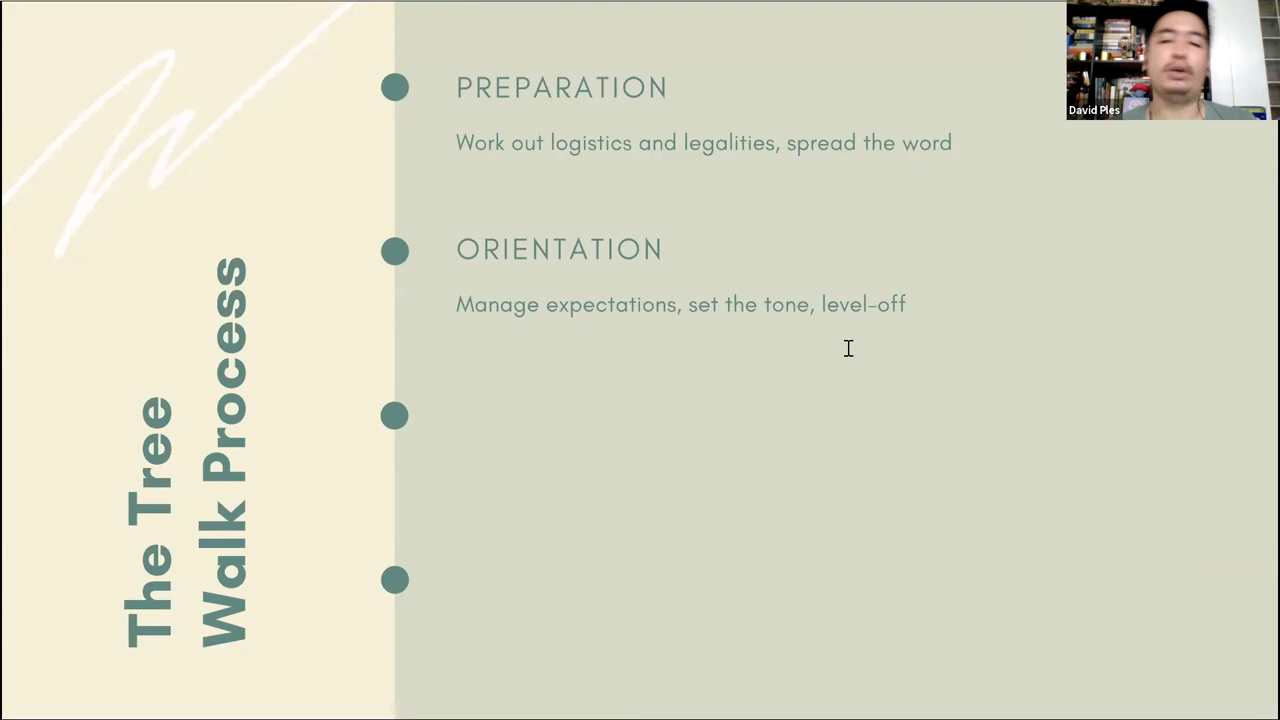 The Tree
Walk Process
PREPARATION
Work out logistics and legalities, spread the word
ORIENTATION
Manage expectations, set the tone, level-off
David Ples